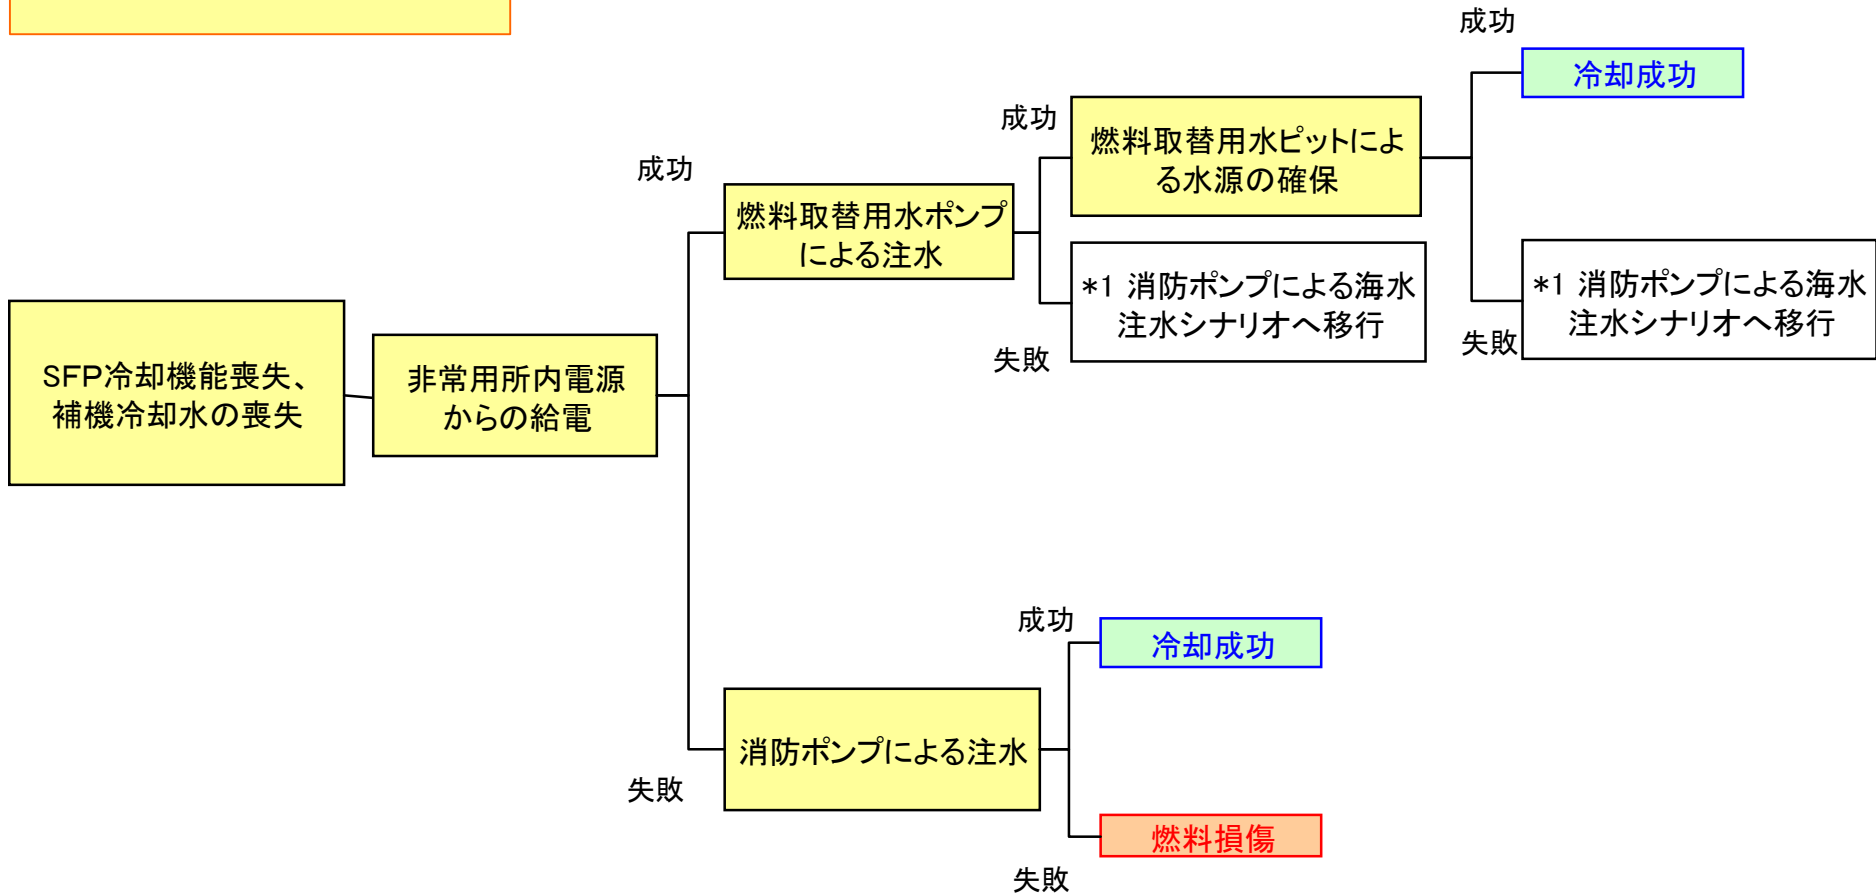 SFP冷却機能喪失、
補機冷却水の喪失
非常用所内電源
からの給電
成功
燃料取替用水ポンプ
による注水
成功
燃料取替用水ピットによ
る水源の確保
成功
冷却成功
失敗
*1 消防ポンプによる海水
注水シナリオへ移行
失敗
*1 消防ポンプによる海水
注水シナリオへ移行
失敗
消防ポンプによる注水
成功
冷却成功
失敗
燃料損傷